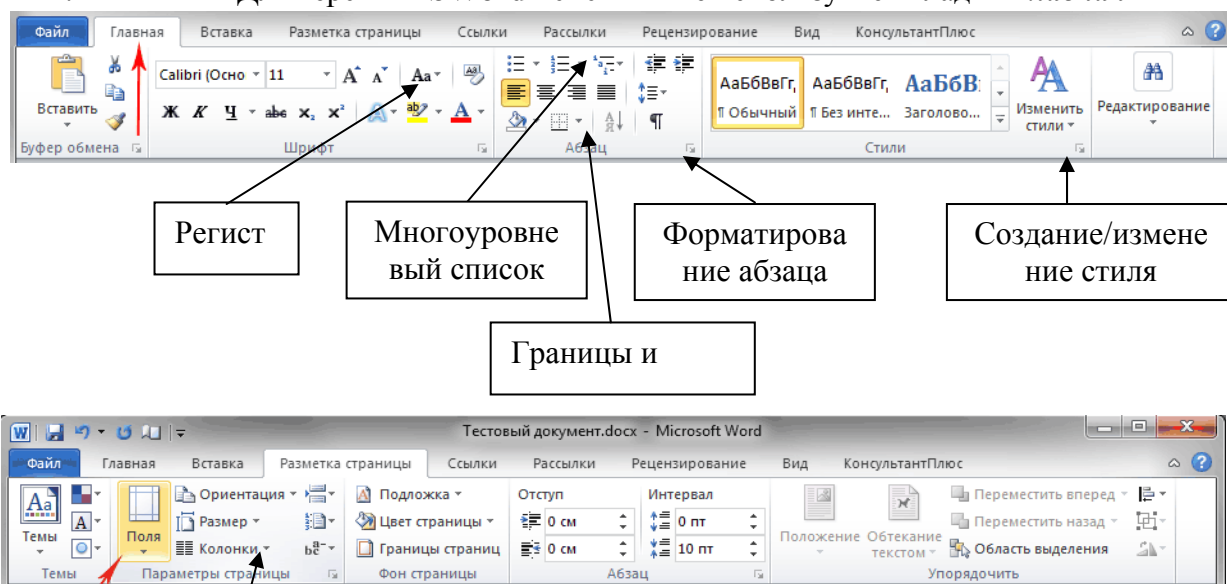 Файл Главная Вставка Разметка страницы Ссылки Рассылки Рецензирование Вид КонсультантПлюс
Calibri (Осно 11 Aa
Вставить
Ж К Ч abc x₂ x² ab A
АаБбВвГг, АаБбВвГг, АаБбВ
¶ Обычный ¶ Без инте... Заголово...
Изменить
стили
Редактирование
Буфер обмена Шрифт Абзац Стили
Регист
Многоуровне
вый список
Форматирова
ние абзаца
Создание/измене
ние стиля
Границы и
Тестовый документ.docx - Microsoft Word
Файл Главная Вставка Разметка страницы Ссылки Рассылки Рецензирование Вид КонсультантПлюс
Темы
Поля
Ориентация
Размер
Колонки
Подложка
Цвет страницы
Границы страниц
Отступ
0 см
0 см
Интервал
0 пт
10 пт
Положение
Обтекание
текстом
Переместить вперед
Переместить назад
Область выделения
Темы Параметры страницы Фон страницы Абзац Упорядочить